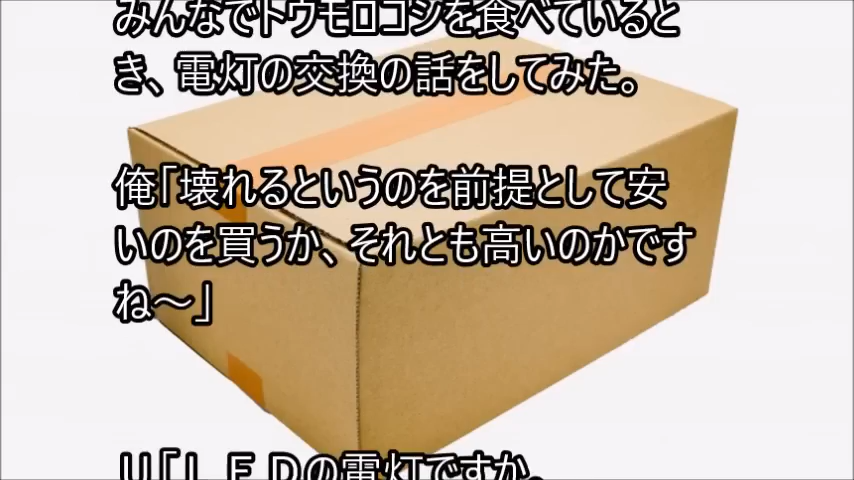 みんなでトウモロコシを食べていると
き、電灯の交換の話をしてみた。
俺「壊れるというのを前提として安
いのを買うか、それとも高いのかです
ね～」
U「ＬＥＤの電灯ですか。